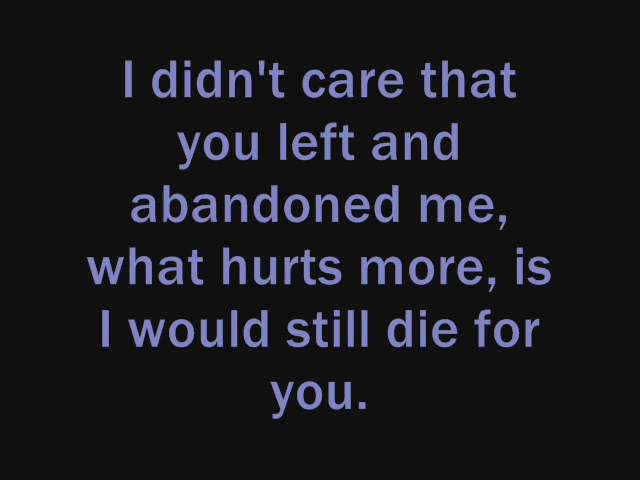 I didn't care that
you left and
abandoned me,
what hurts more, is
I would still die for
you.